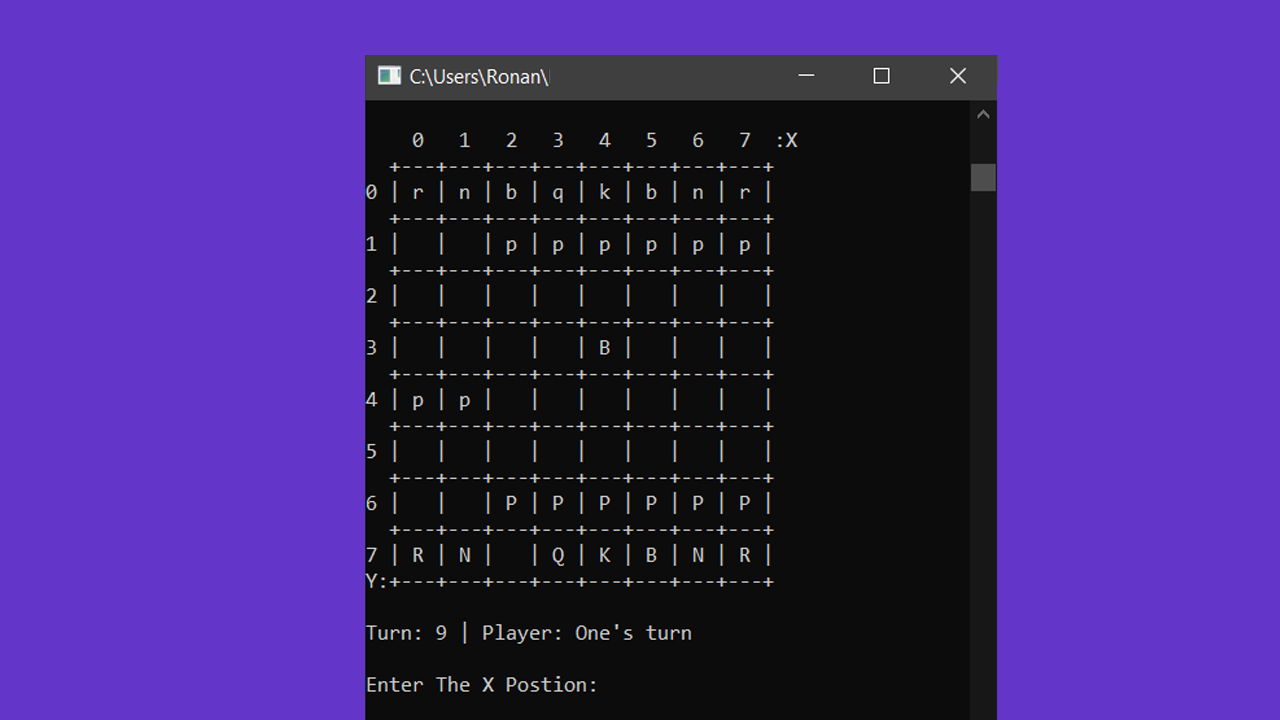 C:\Users\Ronan\
    0   1   2   3   4   5   6   7  :X
  +---+---+---+---+---+---+---+---+
0 | r | n | b | q | k | b | n | r |
  +---+---+---+---+---+---+---+---+
1 |   |   | p | p | p | p | p | p |
  +---+---+---+---+---+---+---+---+
2 |   |   |   |   |   |   |   |   |
  +---+---+---+---+---+---+---+---+
3 |   |   |   |   | B |   |   |   |
  +---+---+---+---+---+---+---+---+
4 | p | p |   |   |   |   |   |   |
  +---+---+---+---+---+---+---+---+
5 |   |   |   |   |   |   |   |   |
  +---+---+---+---+---+---+---+---+
6 |   |   | P | P | P | P | P | P |
  +---+---+---+---+---+---+---+---+
7 | R | N |   | Q | K | B | N | R |
Y:+---+---+---+---+---+---+---+---+
Turn: 9 | Player: One's turn
Enter The X Postion: